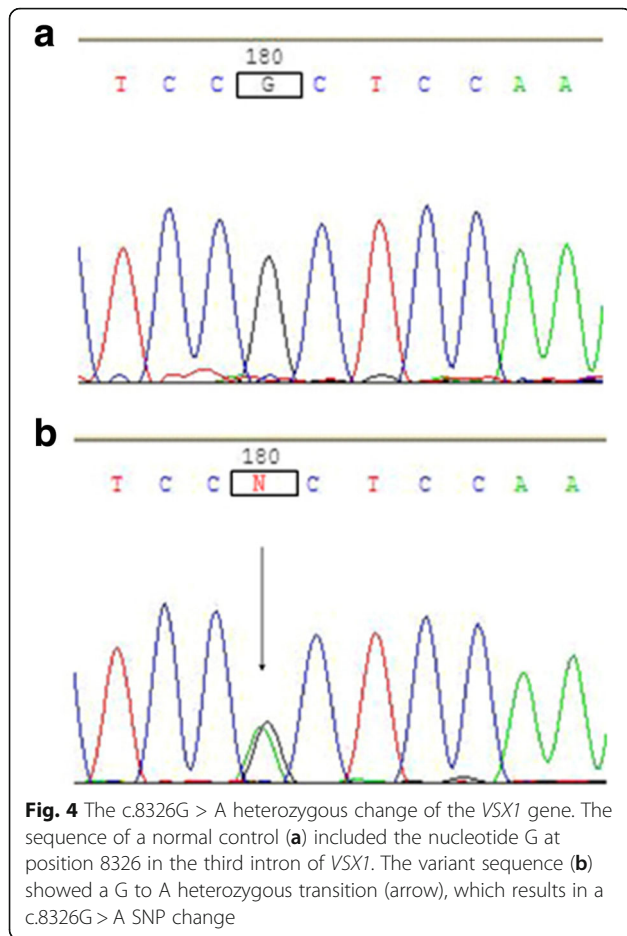 a
180
T C C G C T C C A A
b
180
T C C N C T C C A A
Fig. 4 The c.8326G > A heterozygous change of the VSX1 gene. The
sequence of a normal control (a) included the nucleotide G at
position 8326 in the third intron of VSX1. The variant sequence (b)
showed a G to A heterozygous transition (arrow), which results in a
c.8326G > A SNP change